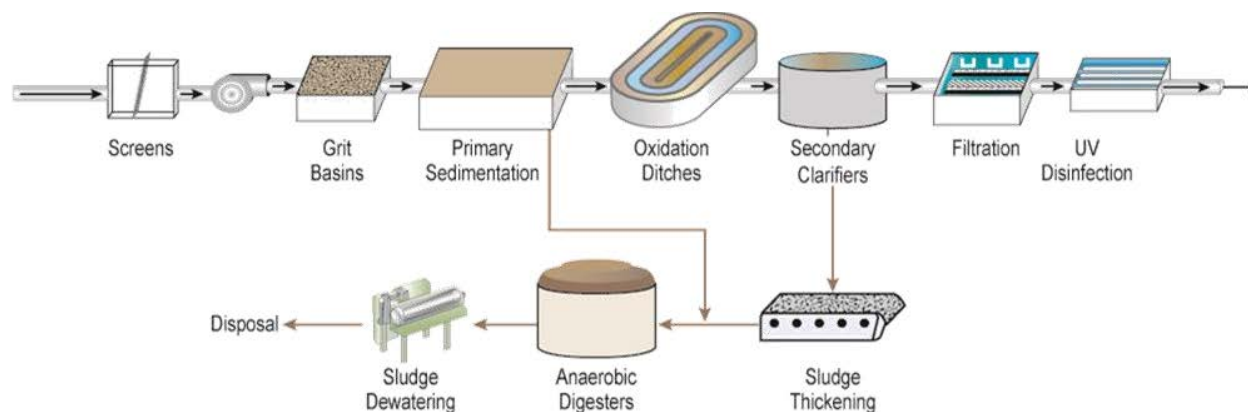 Screens
Grit
Basins
Primary
Sedimentation
Oxidation
Ditches
Secondary
Clarifiers
Filtration
UV
Disinfection
Disposal
Sludge
Dewatering
Anaerobic
Digesters
Sludge
Thickening